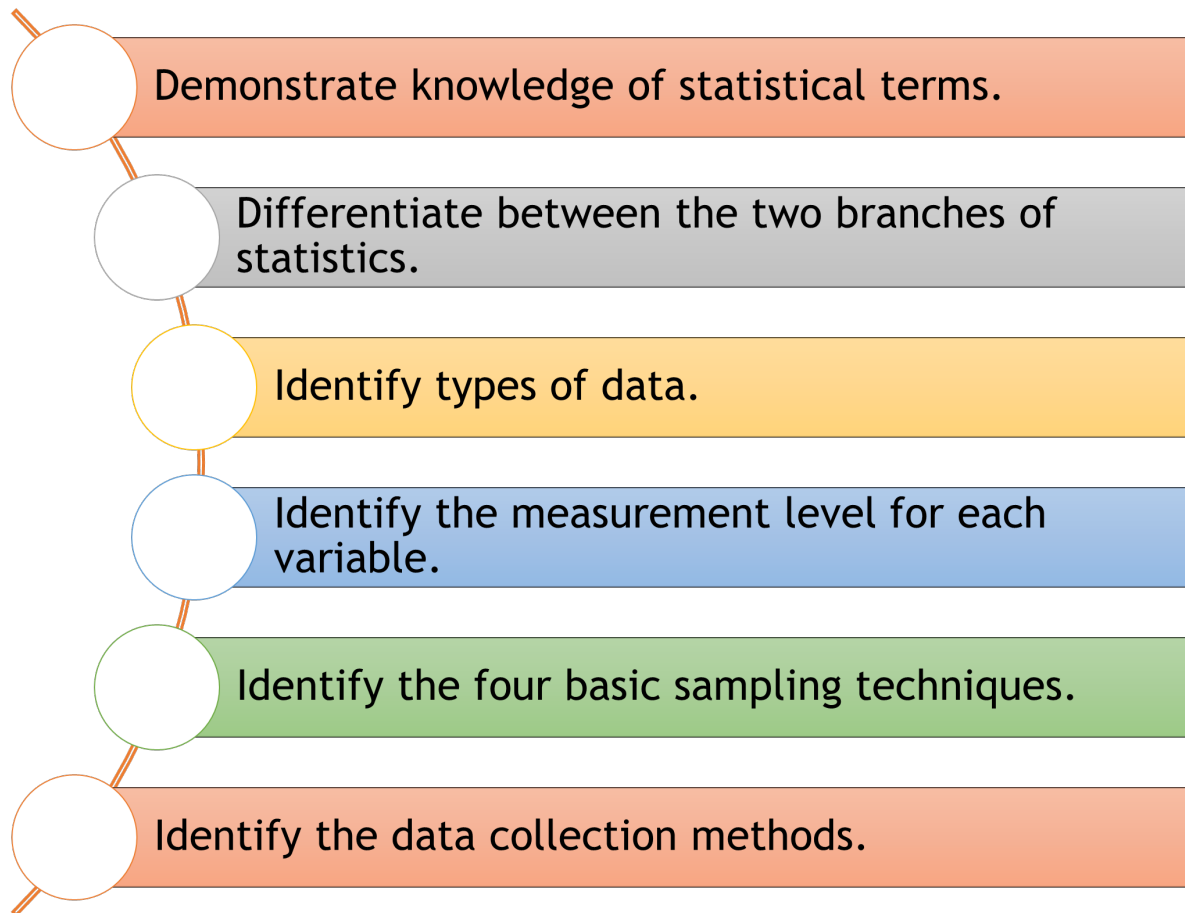 Demonstrate knowledge of statistical terms.
Differentiate between the two branches of
statistics.
Identify types of data.
Identify the measurement level for each
variable.
Identify the four basic sampling techniques.
Identify the data collection methods.